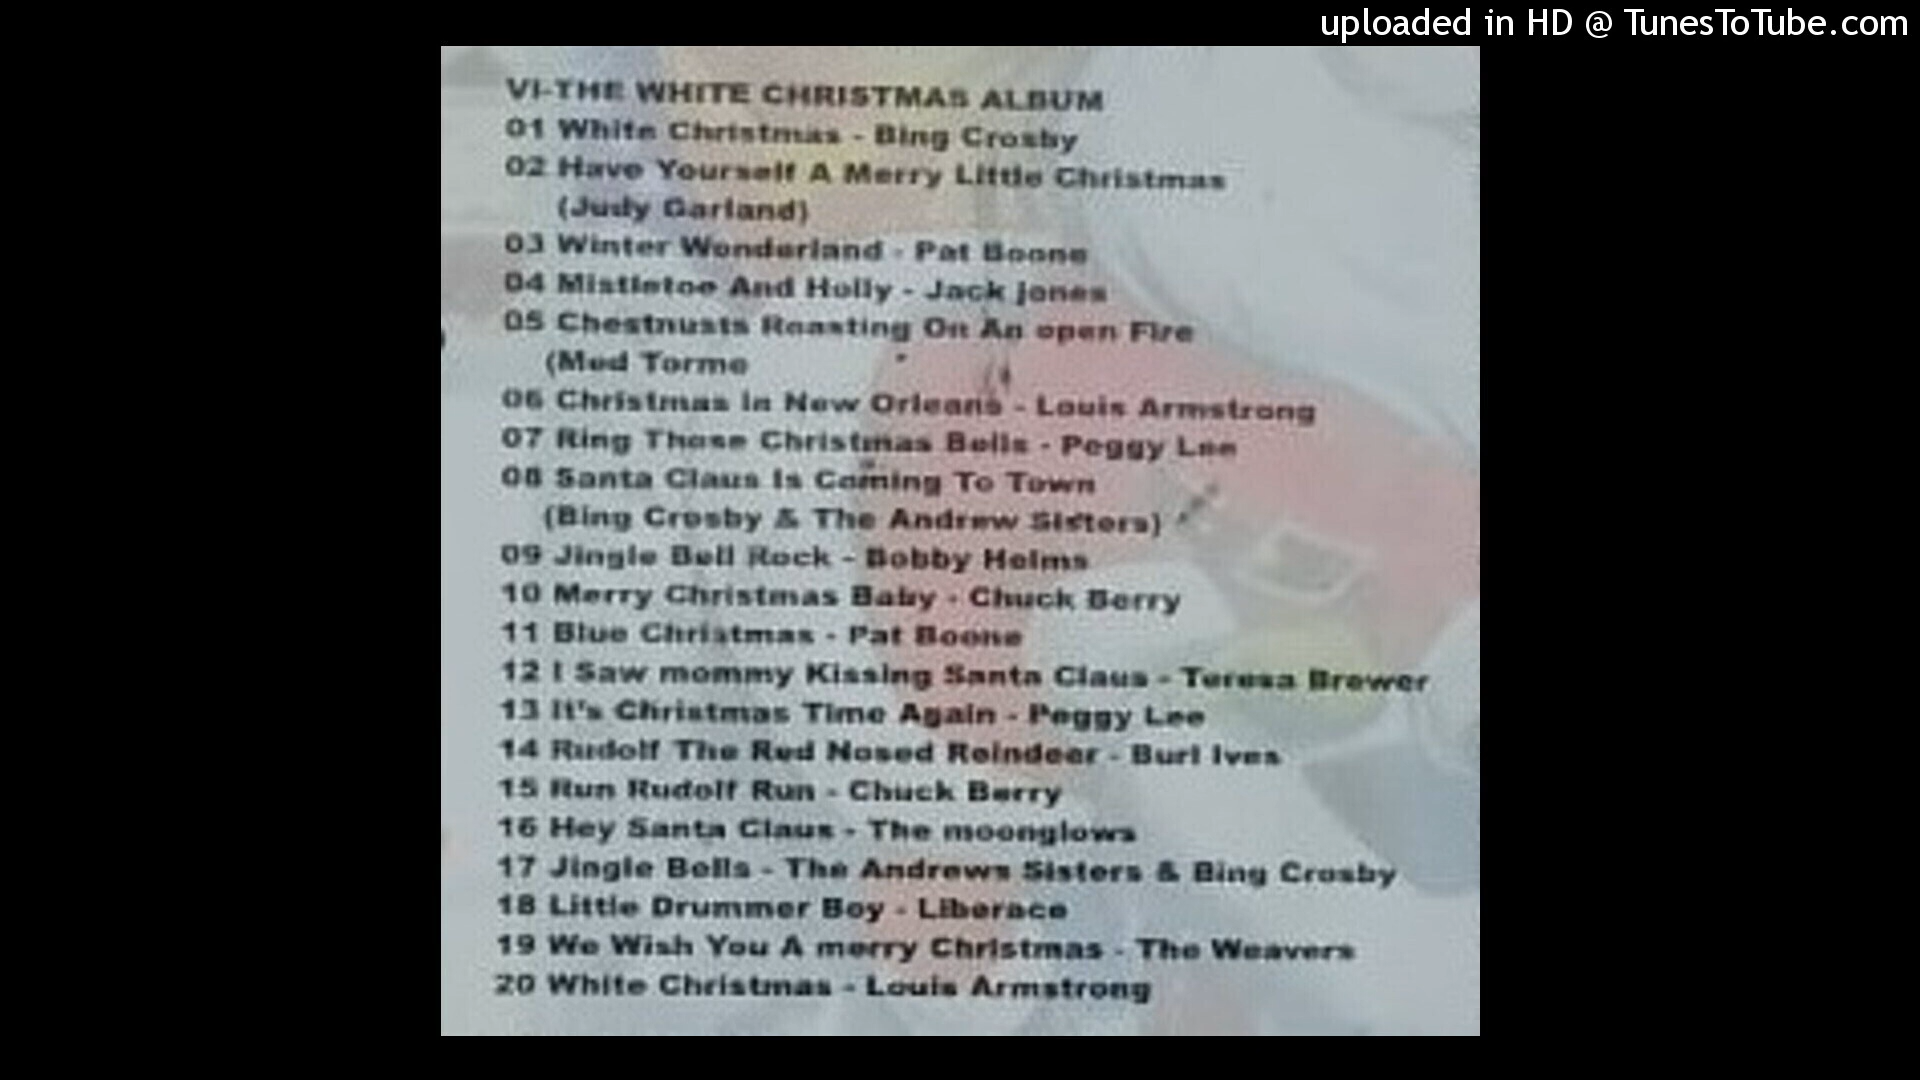 uploaded in HD @ TunesToTube.com
VI-THE WHITE CHRISTMAS ALBUM
01 White Christmas - Bing Crosby
02 Have Yourself A Merry Little Christmas
(Judy Garland)
03 Winter Wonderland - Pat Boone
04 Mistletoe And Holly - Jack jones
05 Chestnusts Roasting On An open Fire
(Med Torme
06 Christmas in New Orleans - Louis Armstrong
07 Ring Those Christmas Bells - Peggy Lee
08 Santa Claus Is Coming To Town
(Bing Crosby & The Andrew Sisters)
09 Jingle Bell Rock - Bobby Helms
10 Merry Christmas Baby - Chuck Berry
11 Blue Christmas - Pat Boone
12 I Saw mommy Kissing Santa Claus - Teresa Brewer
13 It's Christmas Time Again - Peggy Lee
14 Rudolf The Red Nosed Reindeer - Burl Ives
15 Run Rudolf Run - Chuck Berry
16 Hey Santa Claus - The moonglows
17 Jingle Bells - The Andrews Sisters & Bing Crosby
18 Little Drummer Boy - Liberace
19 We Wish You A merry Christmas - The Weavers
20 White Christmas - Louis Armstrong